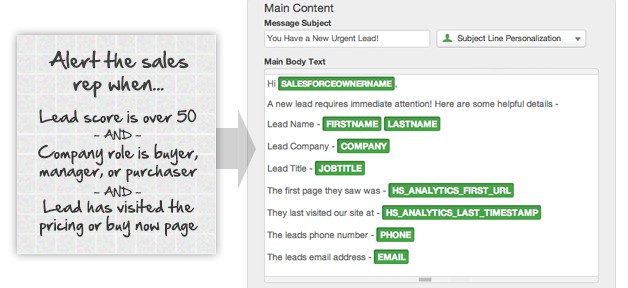 Alert the sales
rep when...
Lead score is over 50
- AND -
Company role is buyer,
manager, or purchaser
- AND -
Lead has visited the
pricing or buy now page
Main Content
Message Subject
You Have a New Urgent Lead!
Subject Line Personalization
Main Body Text
Hi SALESFORCEOWNERNAME,
A new lead requires immediate attention! Here are some helpful details -
Lead Name - FIRSTNAME LASTNAME
Lead Company - COMPANY
Lead Title - JOBTITLE
The first page they saw was - HS_ANALYTICS_FIRST_URL
They last visited our site at - HS_ANALYTICS_LAST_TIMESTAMP
The leads phone number - PHONE
The leads email address - EMAIL